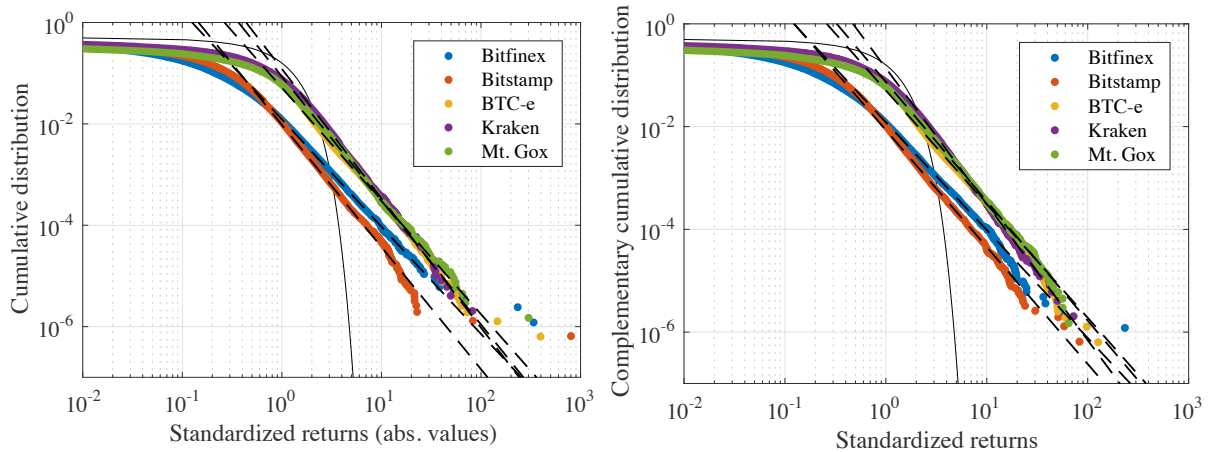 Cumulative distribution
10^0
10^-2
10^-4
10^-6
Bitfinex
Bitstamp
BTC-e
Kraken
Mt. Gox
10^-2 10^-1 10^0 10^1 10^2 10^3
Standardized returns (abs. values)
Complementary cumulative distribution
10^0
10^-2
10^-4
10^-6
Bitfinex
Bitstamp
BTC-e
Kraken
Mt. Gox
10^-2 10^-1 10^0 10^1 10^2 10^3
Standardized returns